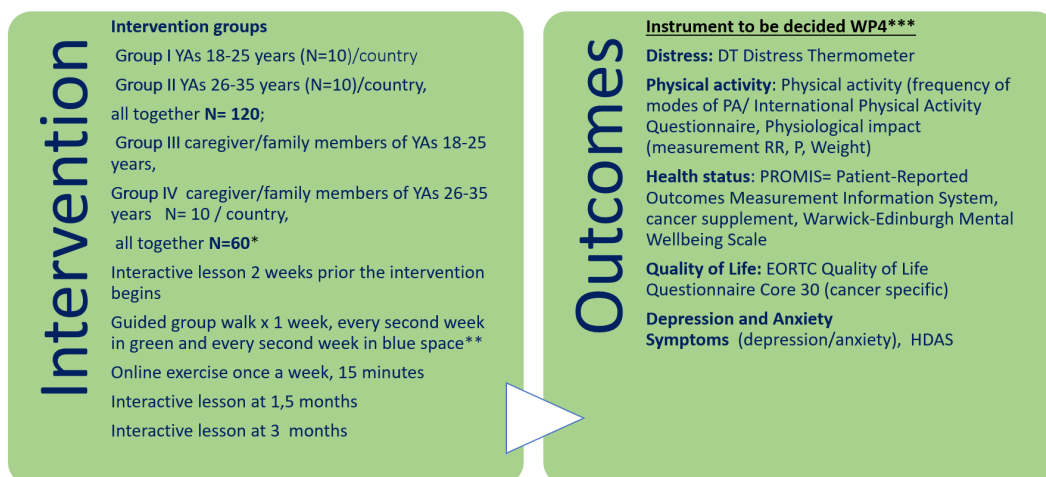 Intervention
Intervention groups
Group I YAs 18-25 years (N=10)/country
Group II YAs 26-35 years (N=10)/country,
all together N= 120;
Group III caregiver/family members of YAs 18-25
years,
Group IV  caregiver/family members of YAs 26-35
years   N= 10 / country,
all together N=60*
Interactive lesson 2 weeks prior the intervention
begins
Guided group walk x 1 week, every second week
in green and every second week in blue space**
Online exercise once a week, 15 minutes
Interactive lesson at 1,5 months
Interactive lesson at 3  months
Outcomes
Instrument to be decided WP4***
Distress: DT Distress Thermometer
Physical activity: Physical activity (frequency of
modes of PA/ International Physical Activity
Questionnaire, Physiological impact
(measurement RR, P, Weight)
Health status: PROMIS= Patient-Reported
Outcomes Measurement Information System,
cancer supplement, Warwick-Edinburgh Mental
Wellbeing Scale
Quality of Life: EORTC Quality of Life
Questionnaire Core 30 (cancer specific)
Depression and Anxiety
Symptoms  (depression/anxiety),  HDAS